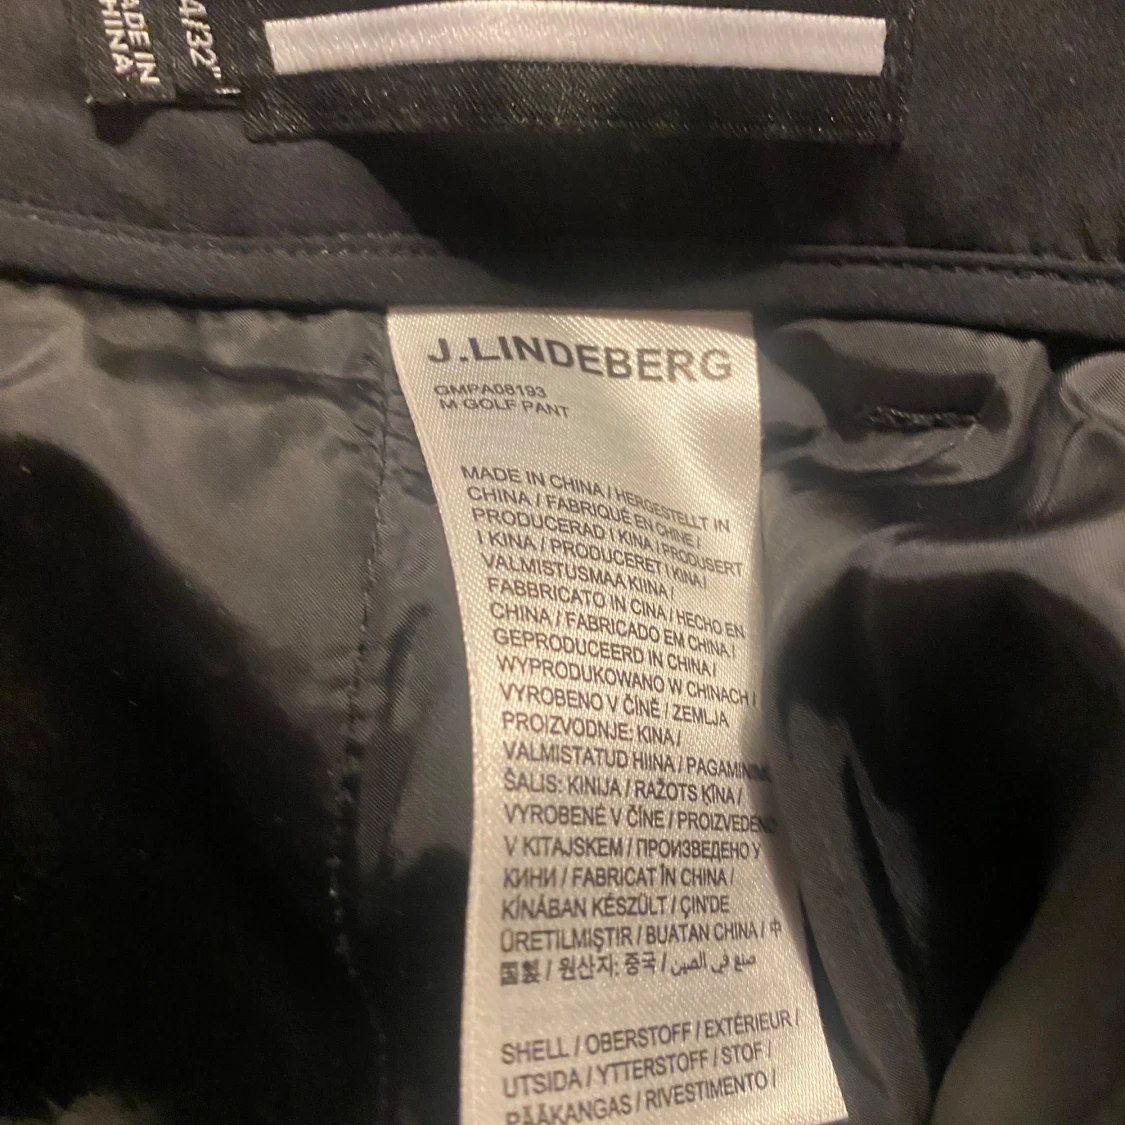 MADE IN
CHINA
J.LINDEBERG
GMPA08193
M GOLF PANT
MADE IN CHINA / HERGESTELLT IN
CHINA / FABRIQUÉ EN CHINE /
PRODUCERAD I KINA / PRODUSERT
I KINA / PRODUCERET I KINA /
VALMISTUSMAA KIINA /
FABBRICATO IN CINA / HECHO EN
CHINA / FABRICADO EM CHINA /
GEPRODUCEERD IN CHINA /
WYPRODUKOWANO W CHINACH /
VYROBENO V ČÍNĚ / ZEMLJA
PROIZVODNJE: KINA /
VALMISTATUD HIINA / PAGAMINIMO
ŠALIS: KINIJA / RAŽOTS ĶĪNA /
VYROBENÉ V ČÍNE / PROIZVEDENO
V KITAJSKEM / ПРОИЗВЕДЕНО У
КИНИ / FABRICAT ÎN CHINA /
KÍNÁBAN KÉSZÜLT / ÇIN'DE
ÜRETILMIŞTIR / BUATAN CHINA / 中
国製 / 원산지: 중국 / صنع في الصين
SHELL / OBERSTOFF / EXTÉRIEUR /
UTSIDA / YTTERSTOFF / STOF /
PÄÄKANGAS / RIVESTIMENTO /